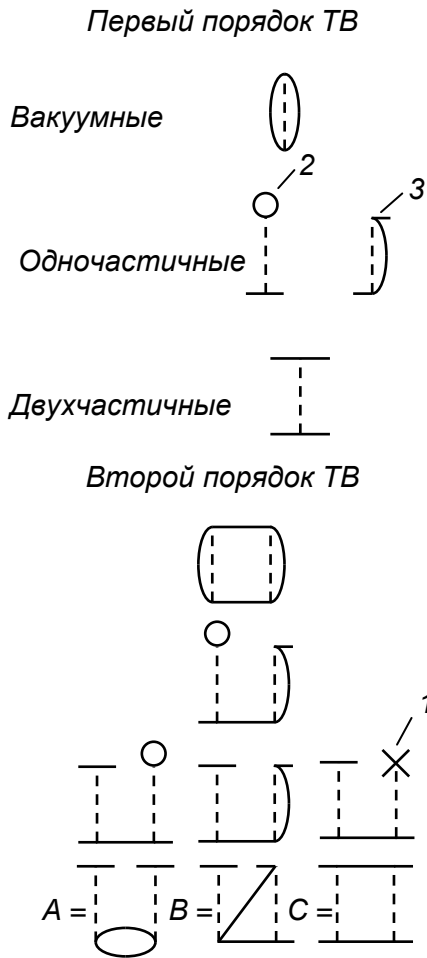 Первый порядок ТВ
Вакуумные
2
3
Одночастичные
Двухчастичные
Второй порядок ТВ
1
A = B = C =